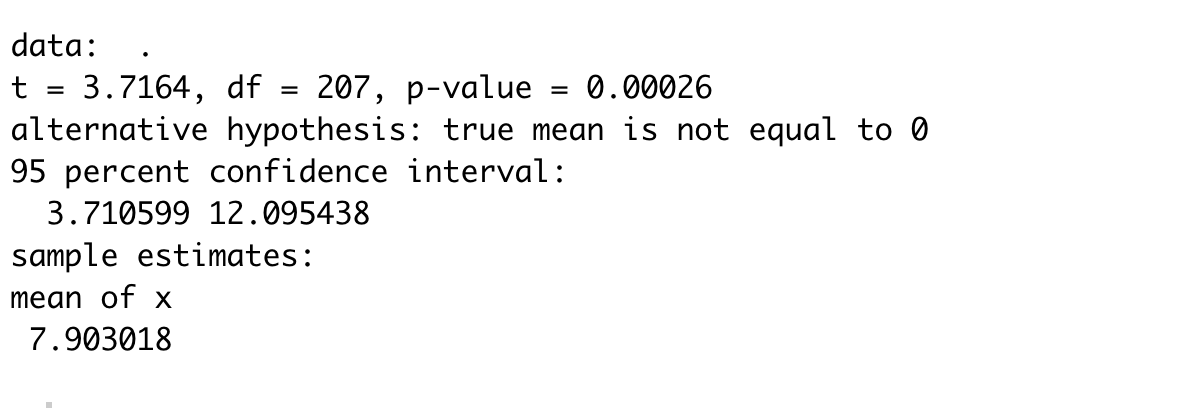 data:  .
t = 3.7164, df = 207, p-value = 0.00026
alternative hypothesis: true mean is not equal to 0
95 percent confidence interval:
  3.710599 12.095438
sample estimates:
mean of x
 7.903018